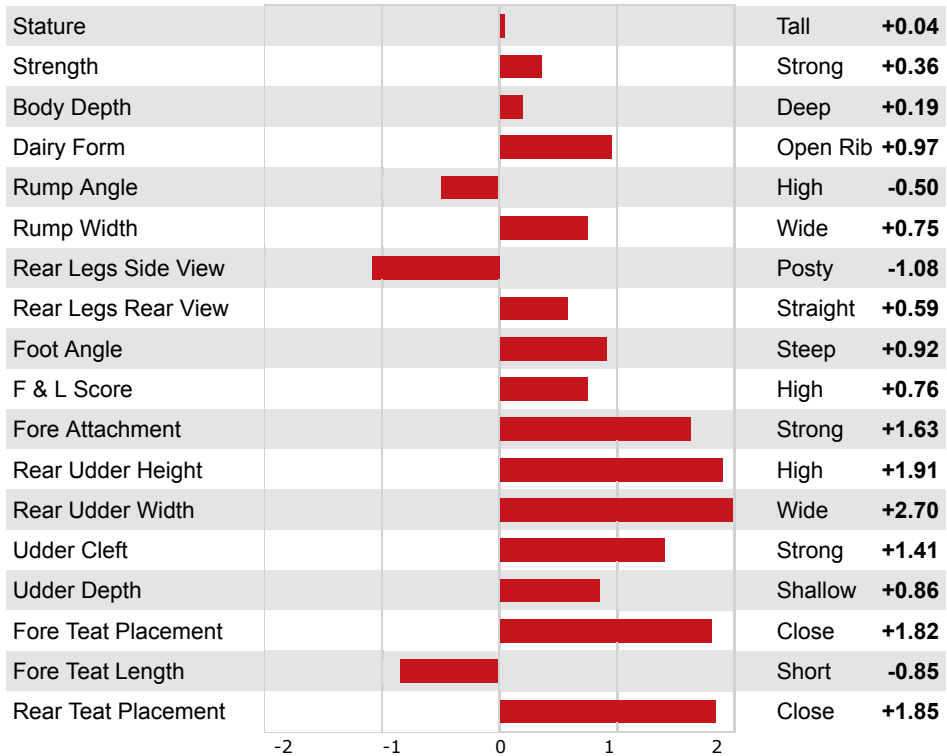 Stature Tall +0.04
Strength Strong +0.36
Body Depth Deep +0.19
Dairy Form Open Rib +0.97
Rump Angle High -0.50
Rump Width Wide +0.75
Rear Legs Side View Posty -1.08
Rear Legs Rear View Straight +0.59
Foot Angle Steep +0.92
F & L Score High +0.76
Fore Attachment Strong +1.63
Rear Udder Height High +1.91
Rear Udder Width Wide +2.70
Udder Cleft Strong +1.41
Udder Depth Shallow +0.86
Fore Teat Placement Close +1.82
Fore Teat Length Short -0.85
Rear Teat Placement Close +1.85
-2 -1 0 1 2